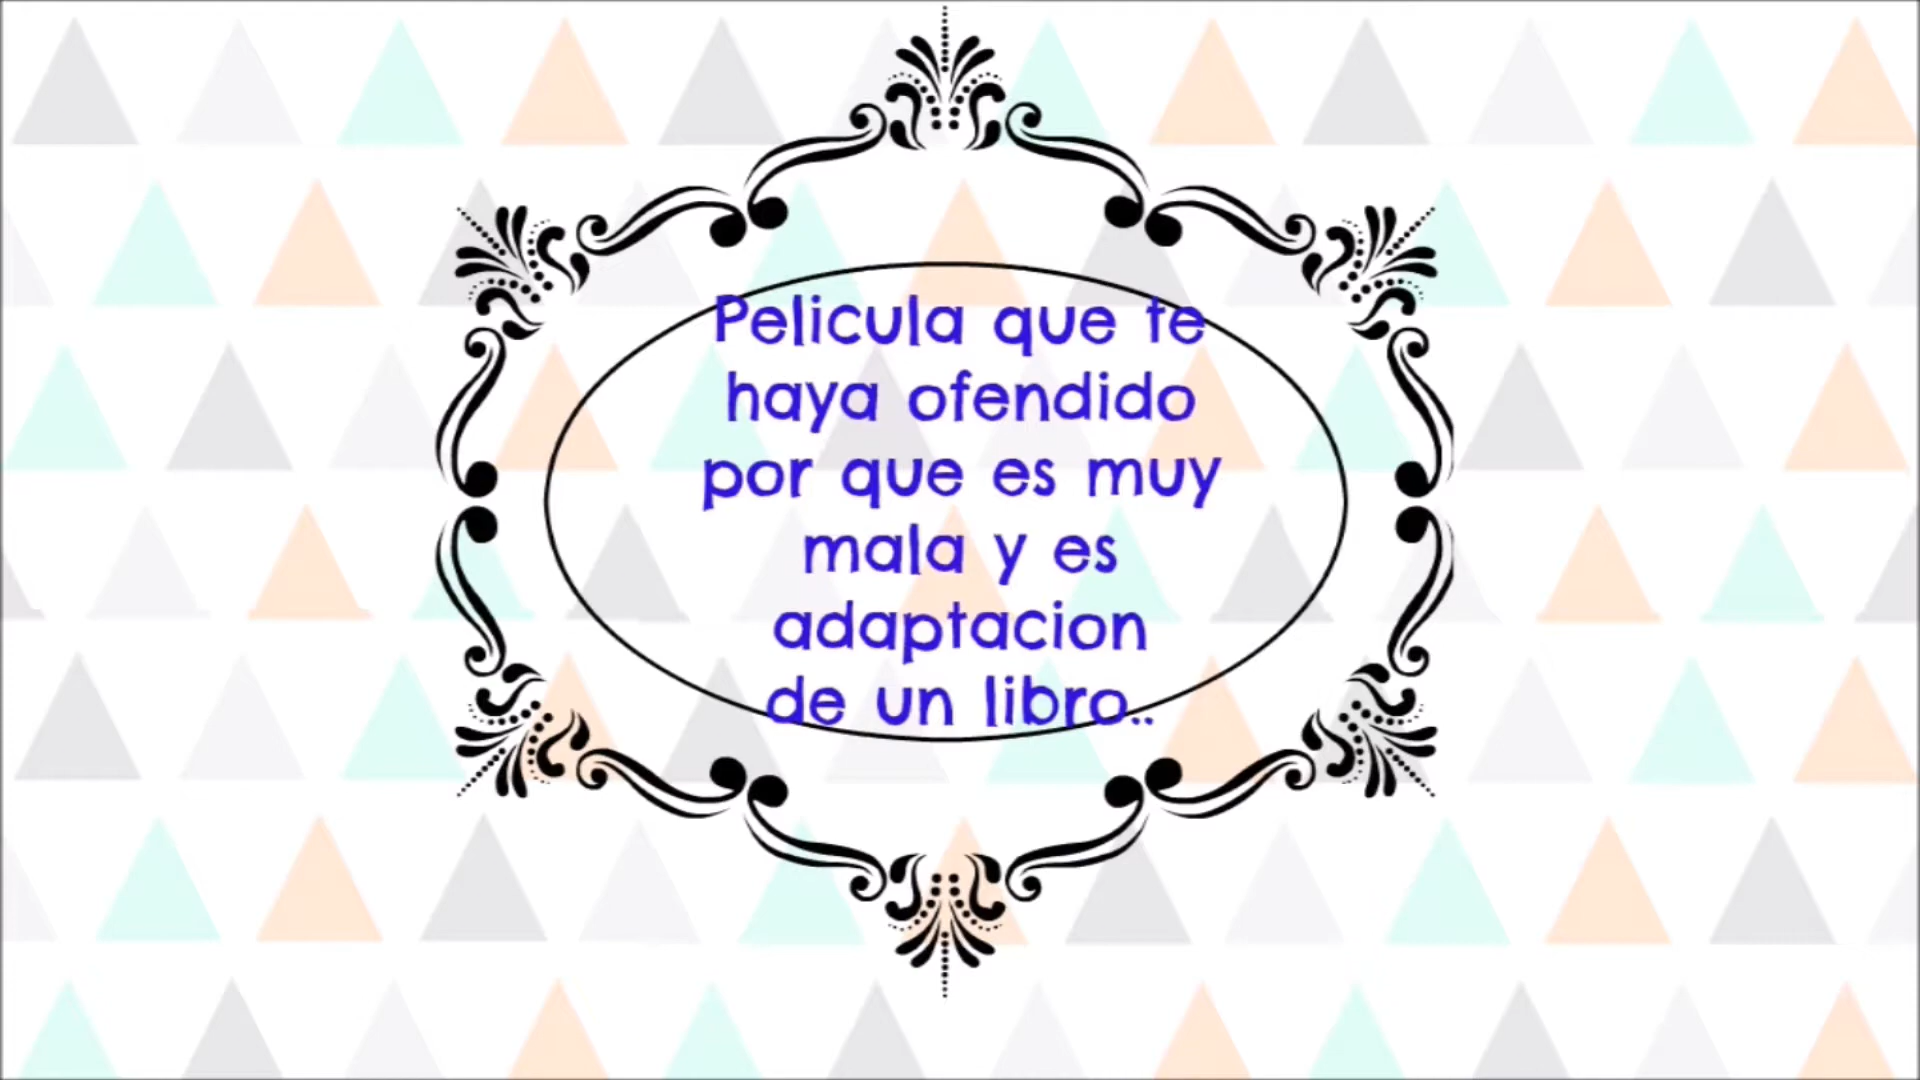 Pelicula que te
haya ofendido
por que es muy
mala y es
adaptacion
de un libro..